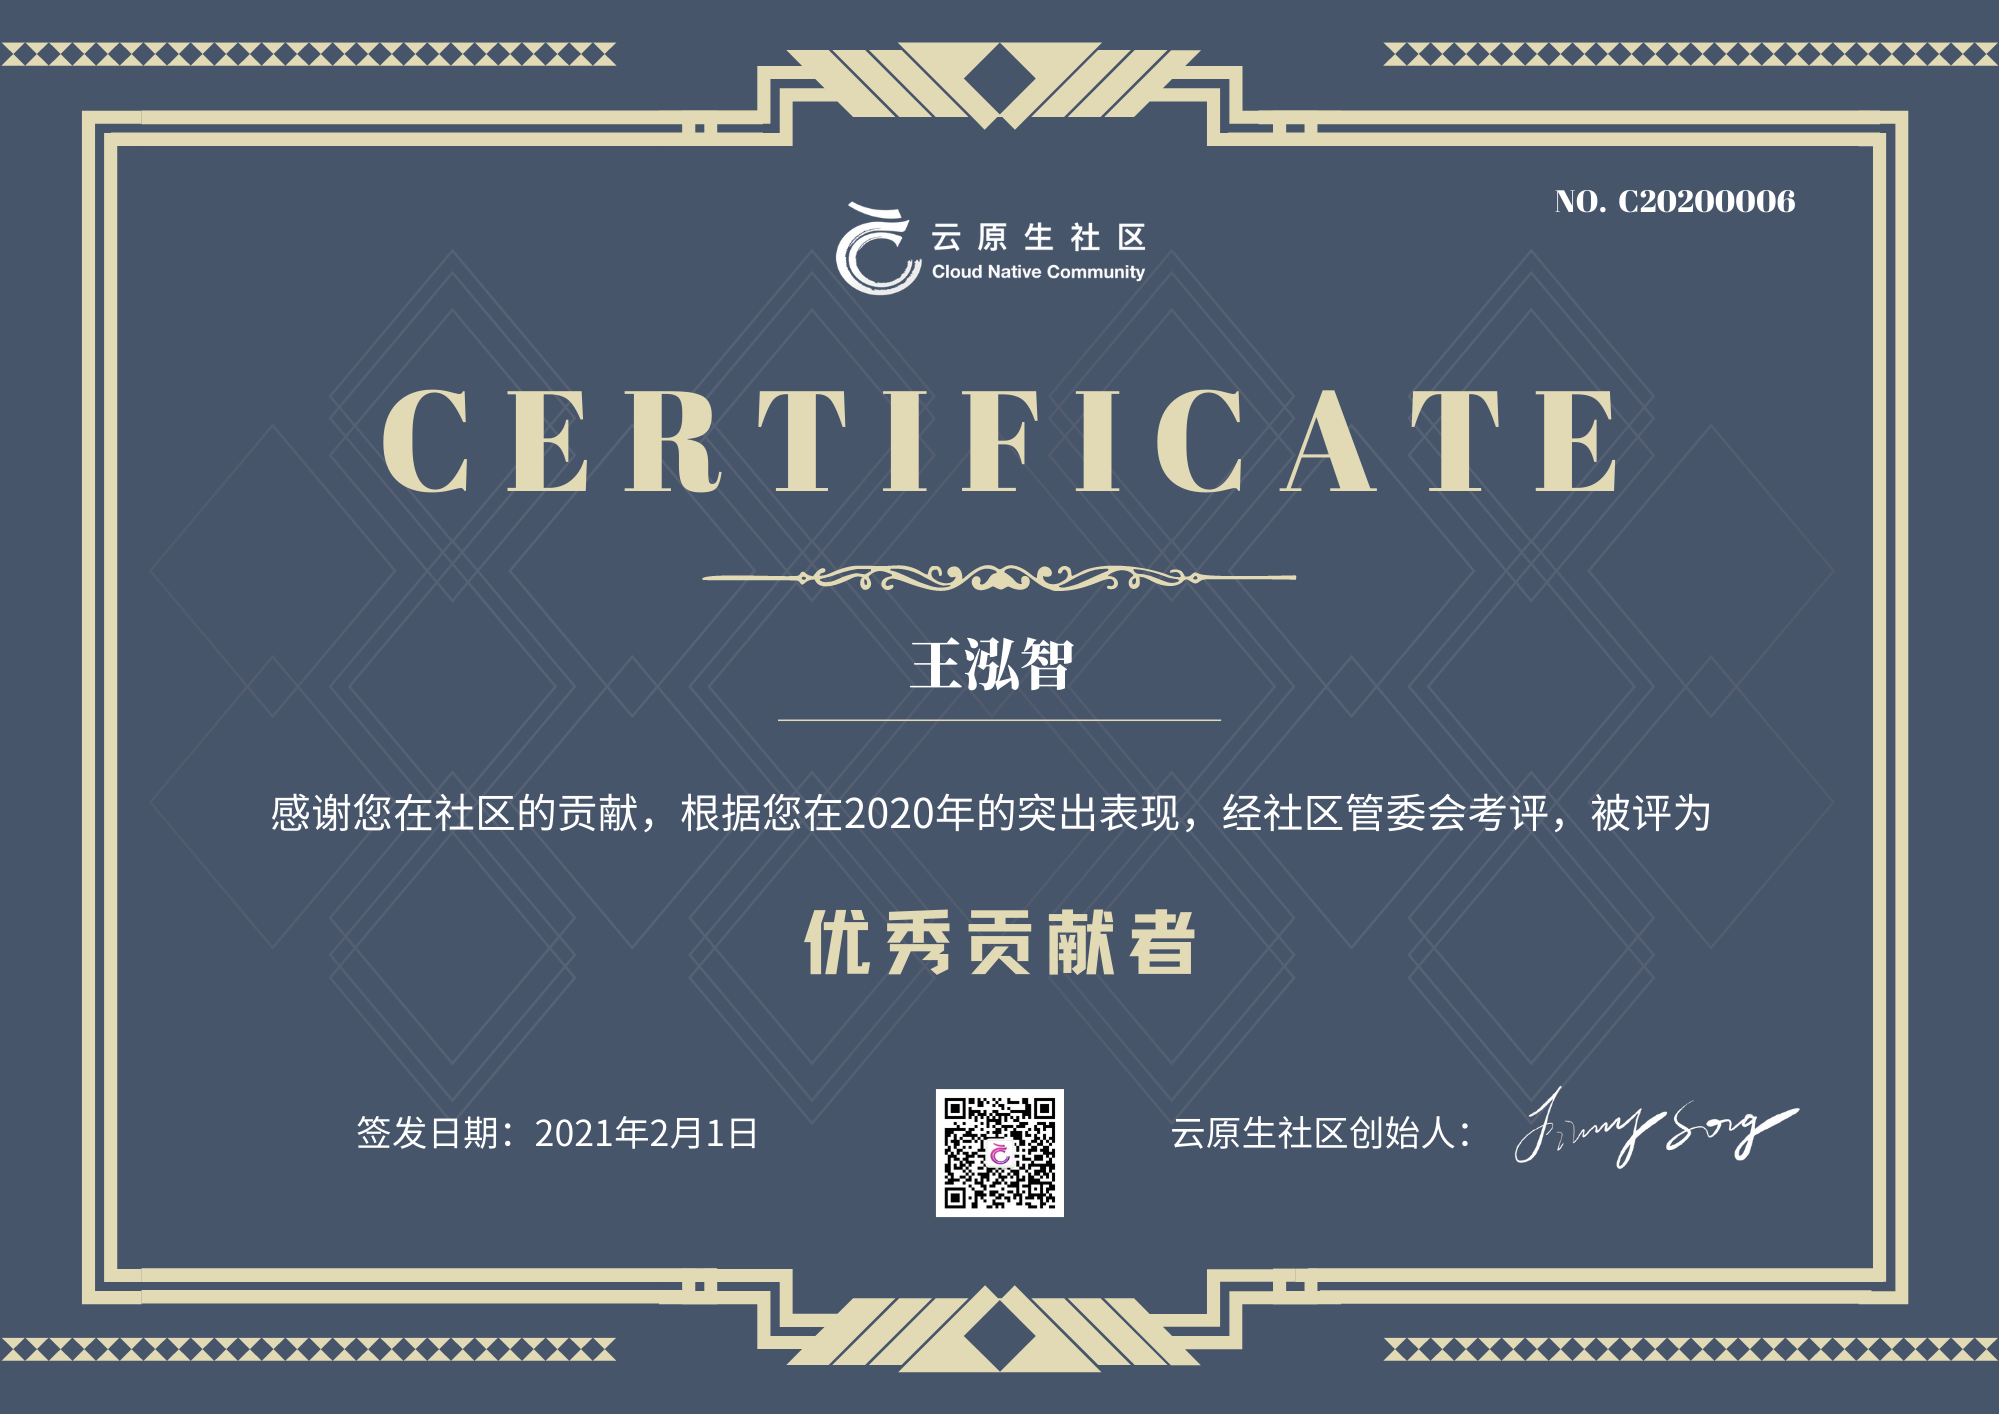 NO. C20200006
云原生社区
Cloud Native Community
CERTIFICATE
王泓智
感谢您在社区的贡献，根据您在2020年的突出表现，经社区管委会考评，被评为
优秀贡献者
签发日期：2021年2月1日
云原生社区创始人：Jimmy Song